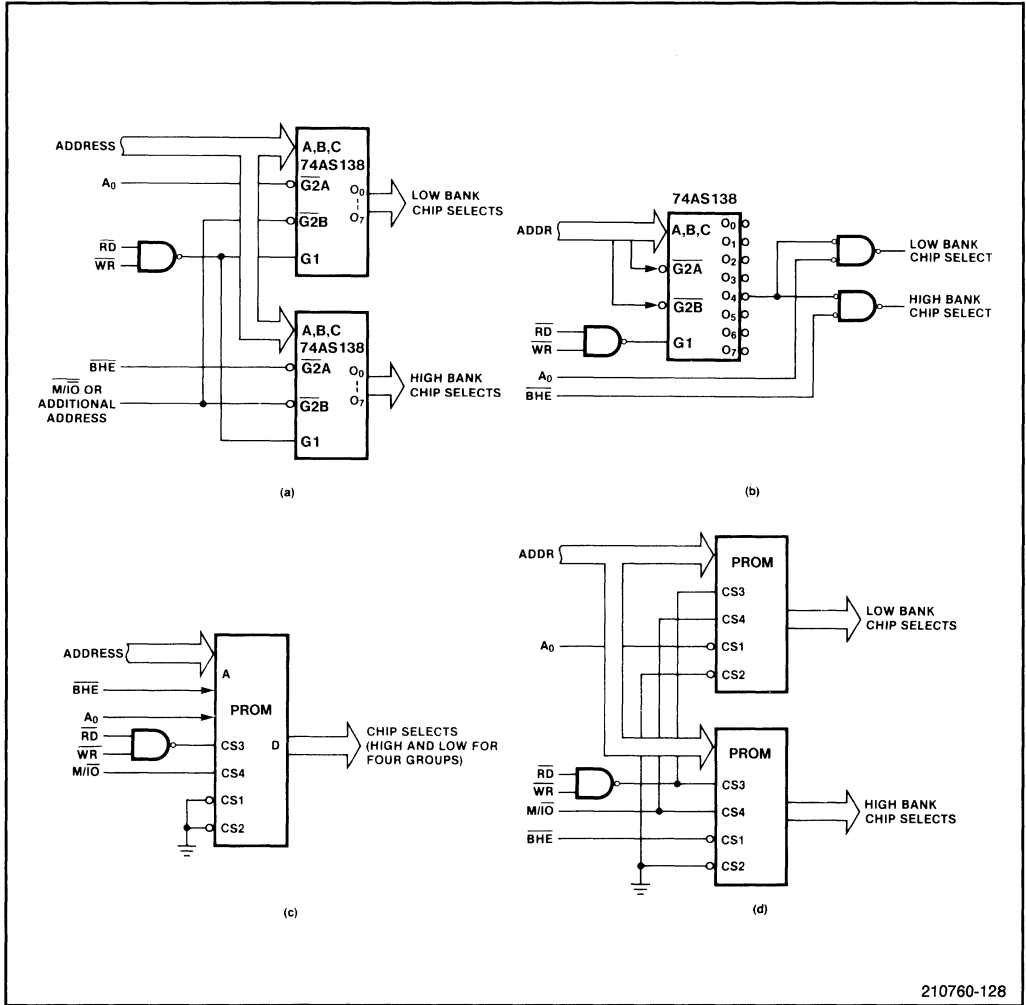 ADDRESS
A0
RD
WR
BHE
M/IO OR
ADDITIONAL
ADDRESS
A,B,C
74AS138
G2A
G2B
G1
O0
O7
LOW BANK
CHIP SELECTS
A,B,C
74AS138
G2A
G2B
G1
O0
O7
HIGH BANK
CHIP SELECTS
(a)
74AS138
ADDR
A,B,C
G2A
G2B
G1
O0
O1
O2
O3
O4
O5
O6
O7
RD
WR
A0
BHE
LOW BANK
CHIP SELECT
HIGH BANK
CHIP SELECT
(b)
ADDRESS
BHE
A0
RD
WR
M/IO
A
PROM
CS3
D
CS4
CS1
CS2
CHIP SELECTS
(HIGH AND LOW FOR
FOUR GROUPS)
(c)
ADDR
A0
PROM
CS3
CS4
CS1
CS2
LOW BANK
CHIP SELECTS
RD
WR
M/IO
BHE
PROM
CS3
CS4
CS1
CS2
HIGH BANK
CHIP SELECTS
(d)
210760-128